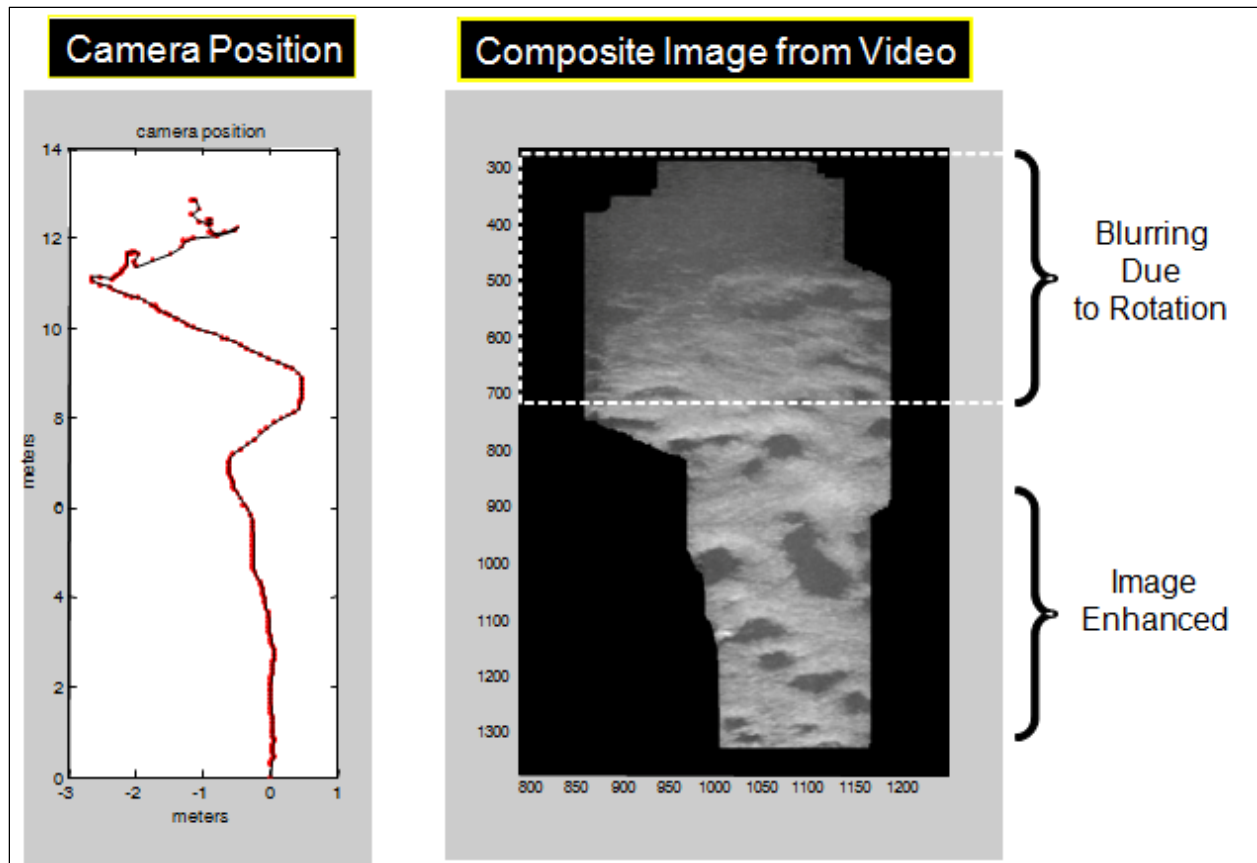 Camera Position
Composite Image from Video
camera position
14
12
10
8
6
4
2
0
meters
-3 -2 -1 0 1
meters
300
400
500
600
700
800
900
1000
1100
1200
1300
800 850 900 950 1000 1050 1100 1150 1200
Blurring
Due
to Rotation
Image
Enhanced